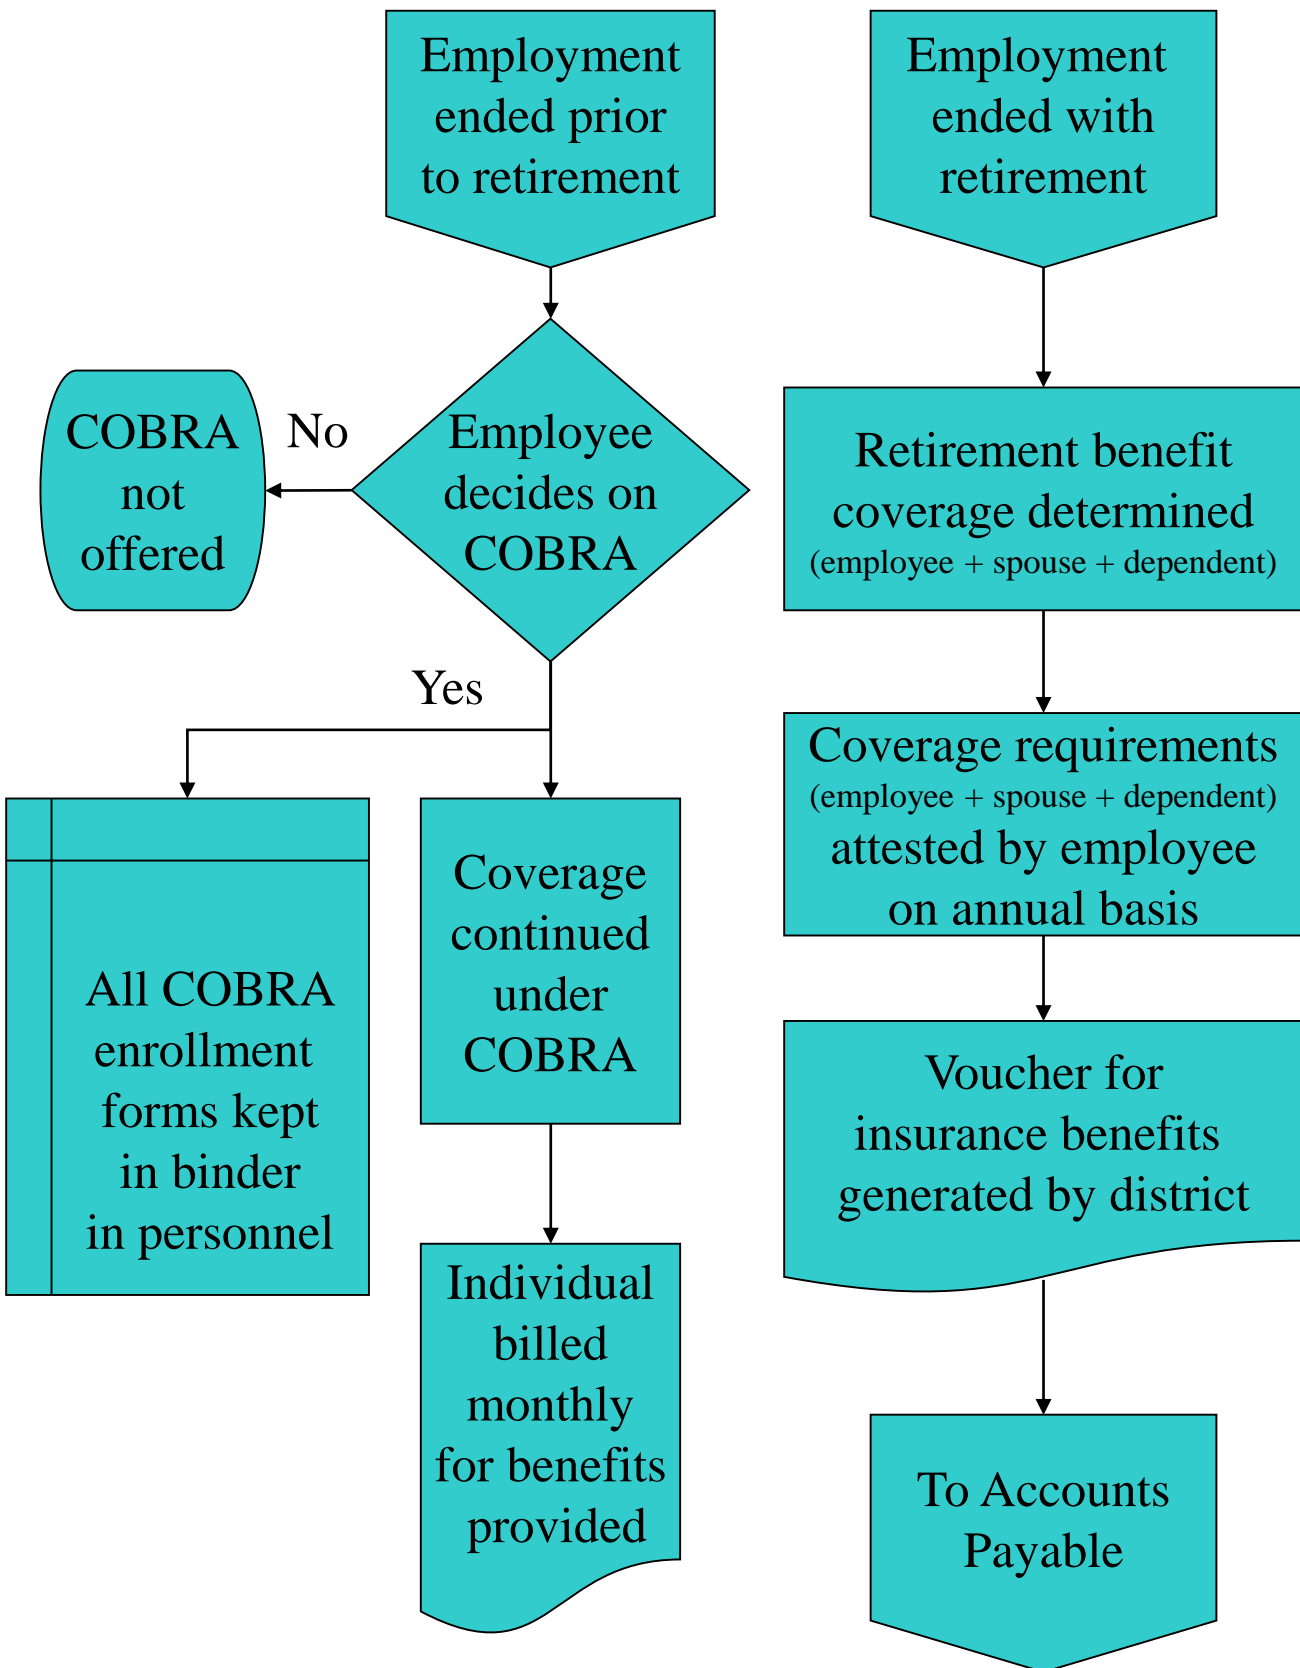 Employment
ended prior
to retirement
Employment
ended with
retirement
COBRA
not
offered
No
Employee
decides on
COBRA
Retirement benefit
coverage determined
(employee + spouse + dependent)
Yes
Coverage requirements
(employee + spouse + dependent)
attested by employee
on annual basis
All COBRA
enrollment
forms kept
in binder
in personnel
Coverage
continued
under
COBRA
Voucher for
insurance benefits
generated by district
Individual
billed
monthly
for benefits
provided
To Accounts
Payable